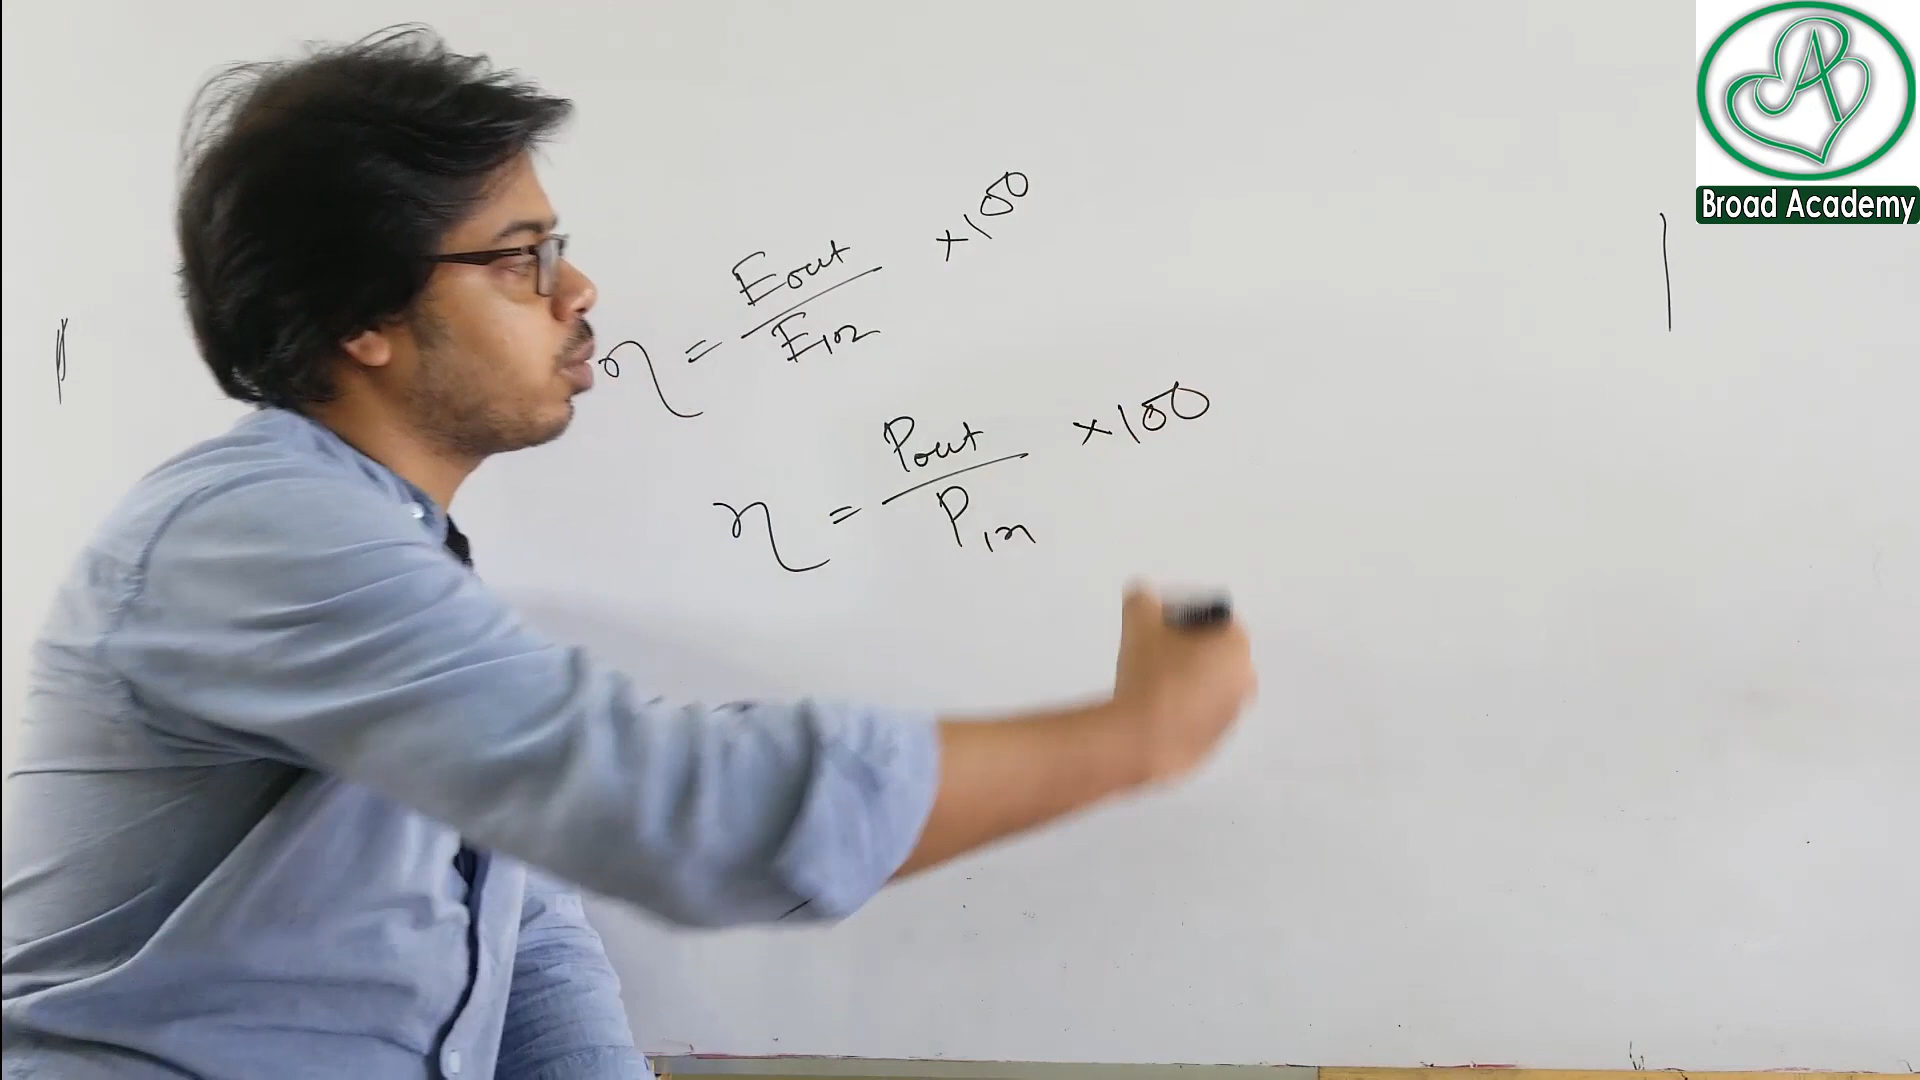 η = Eout / Ein ×100
η = Pout / Pin ×100
Broad Academy